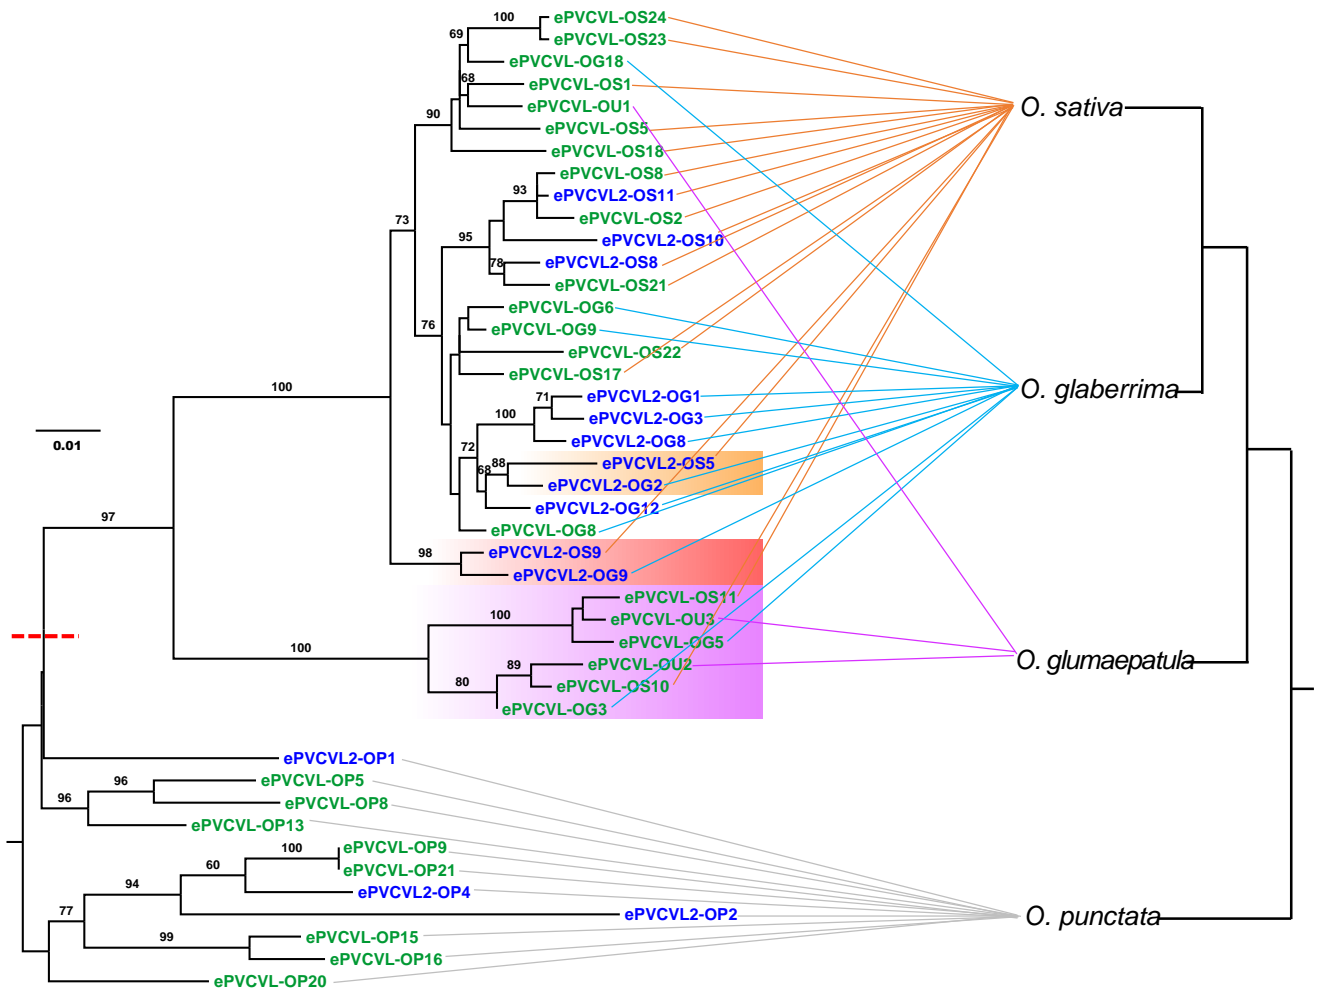 ePVCVL-OS24
100
ePVCVL-OS23
69
ePVCVL-OG18
68
ePVCVL-OS1
ePVCVL-OU1
90
ePVCVL-OS5
ePVCVL-OS18
ePVCVL-OS8
93
ePVCVL2-OS11
ePVCVL-OS2
73
95
ePVCVL2-OS10
78
ePVCVL2-OS8
ePVCVL-OS21
ePVCVL-OG6
76
ePVCVL-OG9
ePVCVL-OS22
ePVCVL-OS17
100
71
ePVCVL2-OG1
100
ePVCVL2-OG3
ePVCVL2-OG8
0.01
72
68
88
ePVCVL2-OS5
ePVCVL2-OG2
ePVCVL2-OG12
97
ePVCVL-OG8
98
ePVCVL2-OS9
ePVCVL2-OG9
ePVCVL-OS11
100
ePVCVL-OU3
100
ePVCVL-OG5
89
ePVCVL-OU2
80
ePVCVL-OS10
ePVCVL-OG3
ePVCVL2-OP1
96
ePVCVL-OP5
96
ePVCVL-OP8
ePVCVL-OP13
100
ePVCVL-OP9
60
ePVCVL-OP21
94
ePVCVL2-OP4
77
ePVCVL2-OP2
99
ePVCVL-OP15
ePVCVL-OP16
ePVCVL-OP20
O. sativa
O. glaberrima
O. glumaepatula
O. punctata